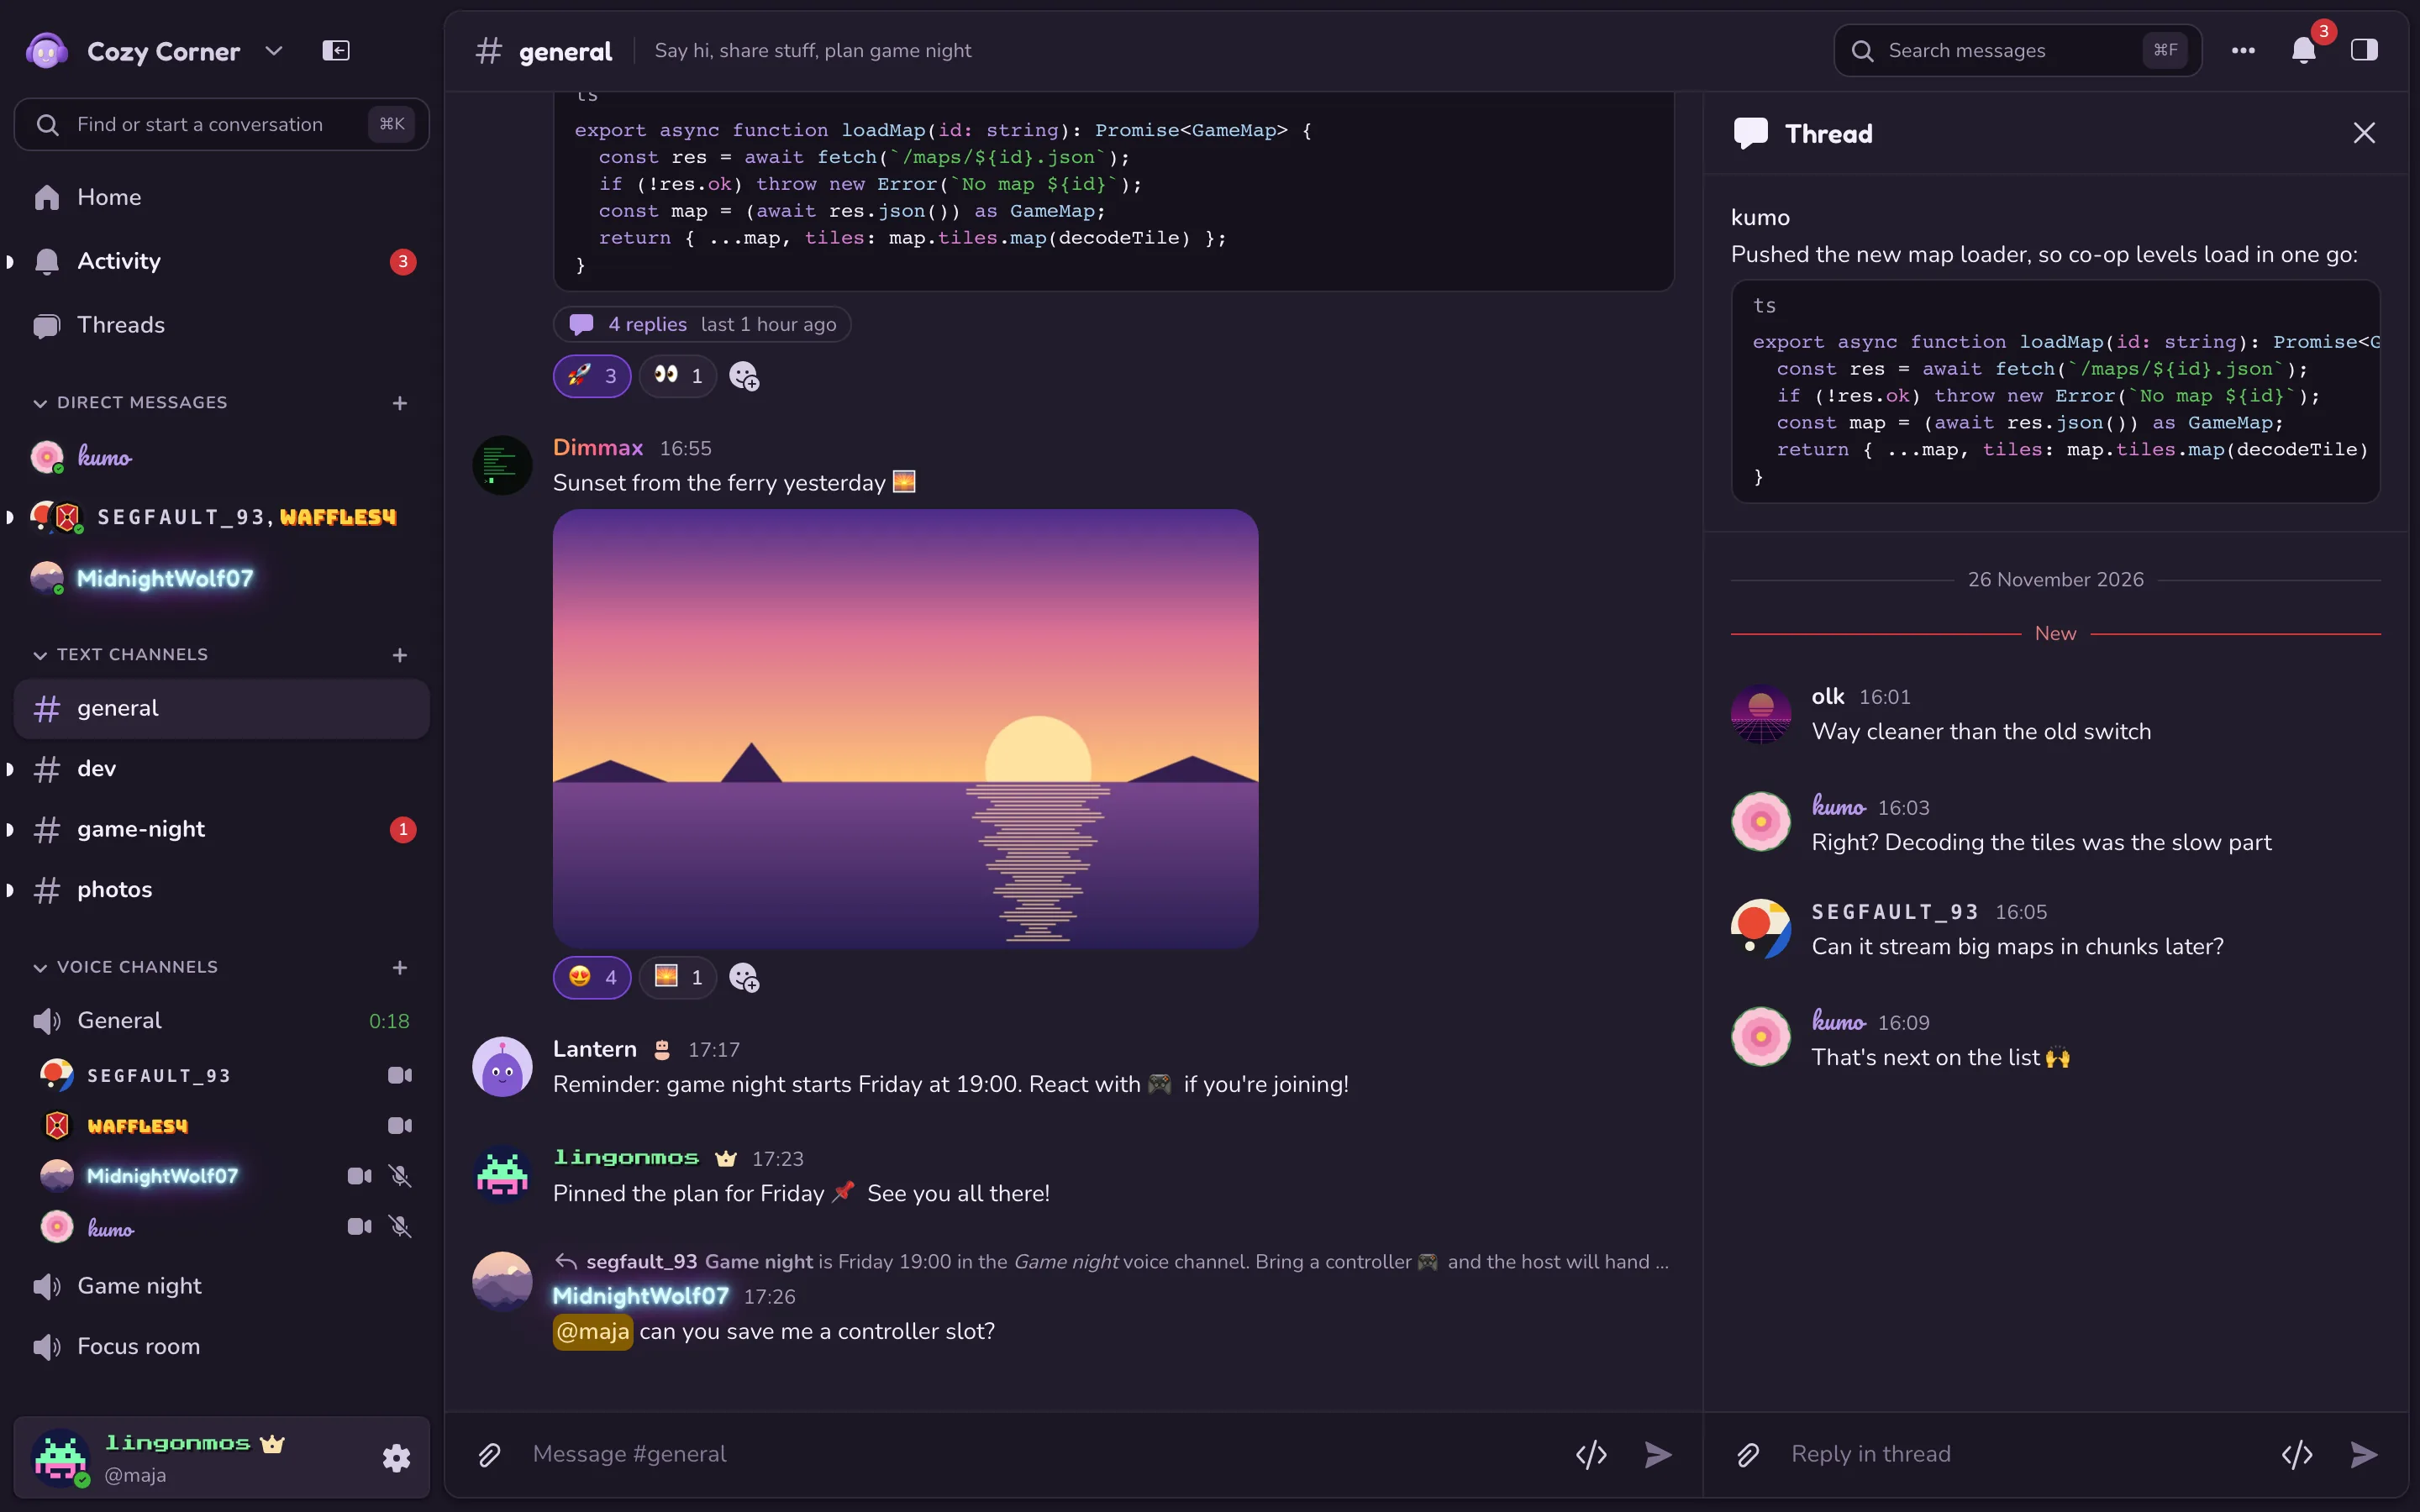 Cozy Corner
Find or start a conversation ⌘K
Home
Activity 3
Threads
DIRECT MESSAGES
kumo
SEGFAULT_93, WAFFLES4
MidnightWolf07
TEXT CHANNELS
general
dev
game-night 1
photos
VOICE CHANNELS
General 0:18
SEGFAULT_93
WAFFLES4
MidnightWolf07
kumo
Game night
Focus room
lingonmos
@maja
# general Say hi, share stuff, plan game night
Search messages ⌘F
3
ts
export async function loadMap(id: string): Promise<GameMap> {
const res = await fetch(`/maps/${id}.json`);
if (!res.ok) throw new Error(`No map ${id}`);
const map = (await res.json()) as GameMap;
return { ...map, tiles: map.tiles.map(decodeTile) };
}
4 replies last 1 hour ago
🚀 3 👀 1
Dimmax 16:55
Sunset from the ferry yesterday 🌅
😍 4 🌅 1
Lantern 17:17
Reminder: game night starts Friday at 19:00. React with 🎮 if you're joining!
lingonmos 17:23
Pinned the plan for Friday 📌 See you all there!
segfault_93 Game night is Friday 19:00 in the Game night voice channel. Bring a controller 🎮 and the host will hand ...
MidnightWolf07 17:26
@maja can you save me a controller slot?
Message #general
Thread
kumo
Pushed the new map loader, so co-op levels load in one go:
ts
export async function loadMap(id: string): Promise<G
const res = await fetch(`/maps/${id}.json`);
if (!res.ok) throw new Error(`No map ${id}`);
const map = (await res.json()) as GameMap;
return { ...map, tiles: map.tiles.map(decodeTile)
}
26 November 2026
New
olk 16:01
Way cleaner than the old switch
kumo 16:03
Right? Decoding the tiles was the slow part
SEGFAULT_93 16:05
Can it stream big maps in chunks later?
kumo 16:09
That's next on the list 🙌
Reply in thread